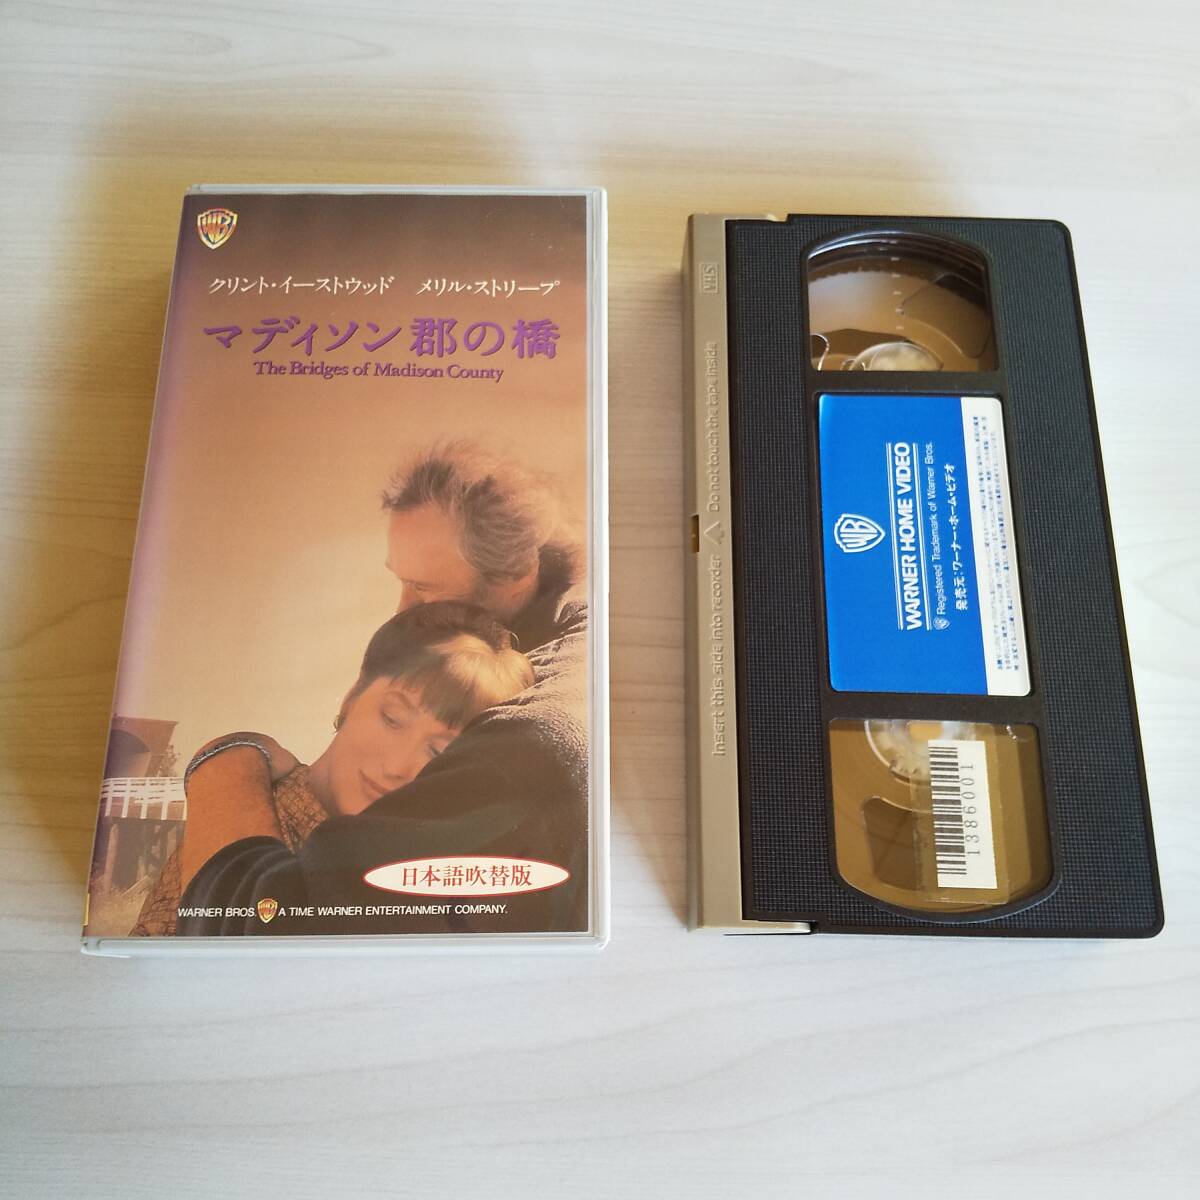 WB
クリント・イーストウッド　メリル・ストリープ
マディソン郡の橋
The Bridges of Madison County
日本語吹替版
WARNER BROS. WB A TIME WARNER ENTERTAINMENT COMPANY.
VHS
Insert this side into recorder △ Do not touch the tape inside
WB
WARNER HOME VIDEO
Registered Trademark of Warner Bros.
発売元：ワーナー・ホーム・ビデオ
1386001